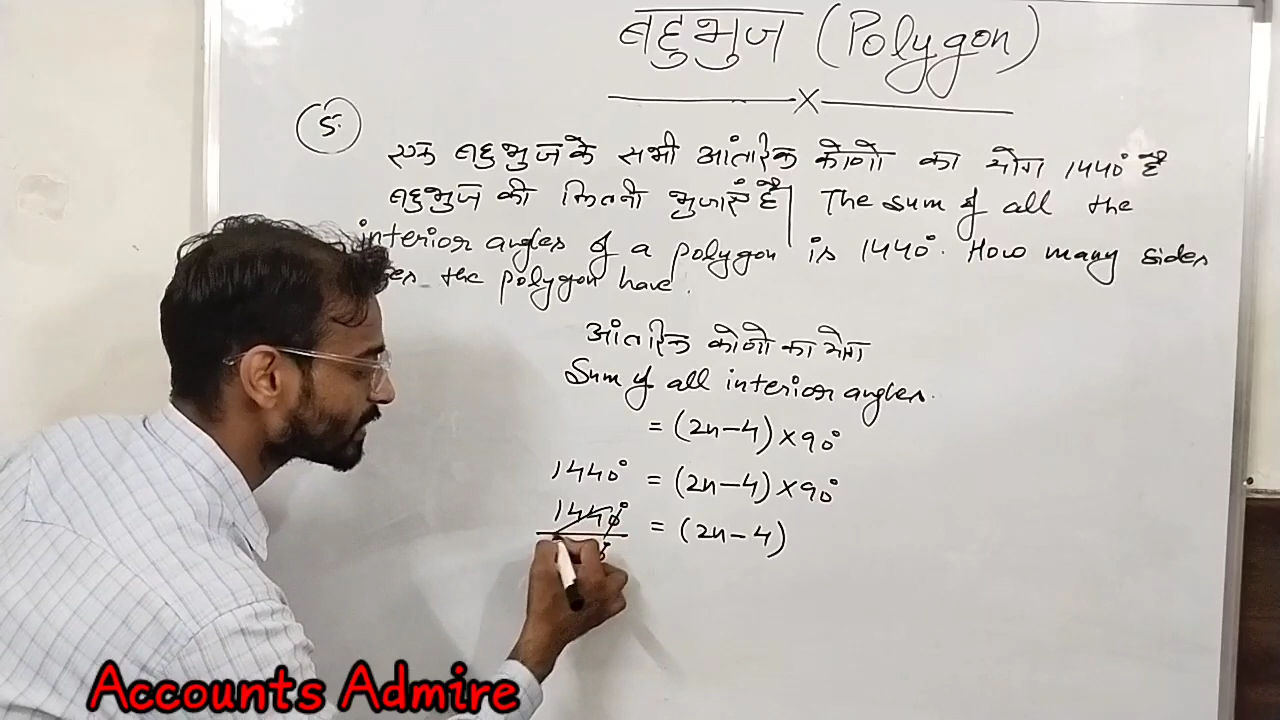 बहुभुज (Polygon)
x
5.
एक बहुभुज के सभी आंतरिक कोणो का योग 1440° है
बहुभुज की कितनी भुजाएं है| The sum of all the
interior angles of a polygon is 1440°. How many sides
the polygon have.
आंतरिक कोणो का योग
Sum of all interior angles.
= (2n-4)×90°
1440° = (2n-4)×90°
1440° = (2n-4)
Accounts Admire